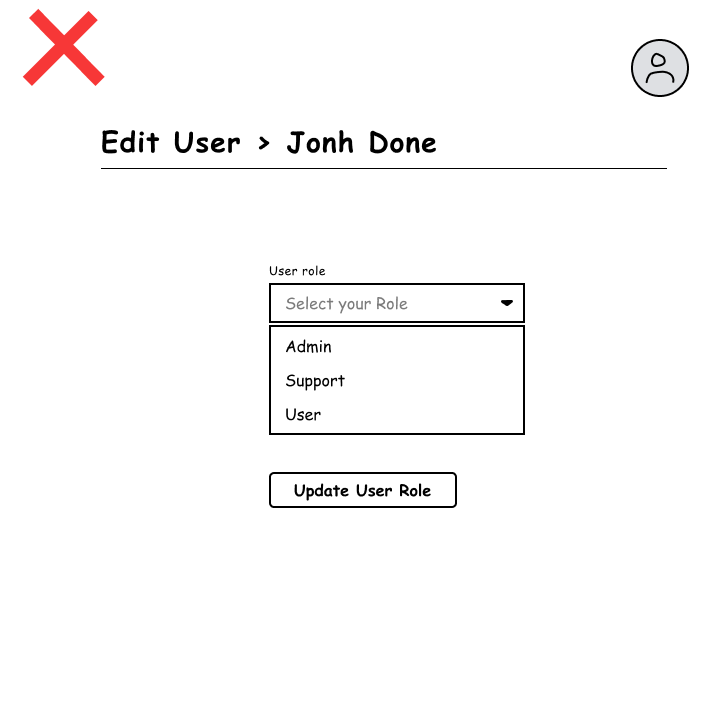 Edit User > Jonh Done
User role
Select your Role
Admin
Support
User
Update User Role